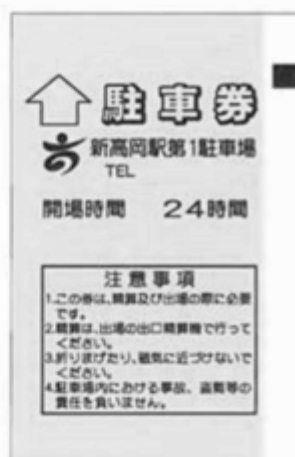 駐車券
新高岡駅第1駐車場
TEL
開場時間 24時間
注意事項
1.この券は、精算及び出場の際に必要
です。
2.精算は、出場の出口精算機で行って
ください。
3.折りまげたり、磁気に近づけないで
ください。
4.駐車場内における事故、盗難等の
責任を負いません。